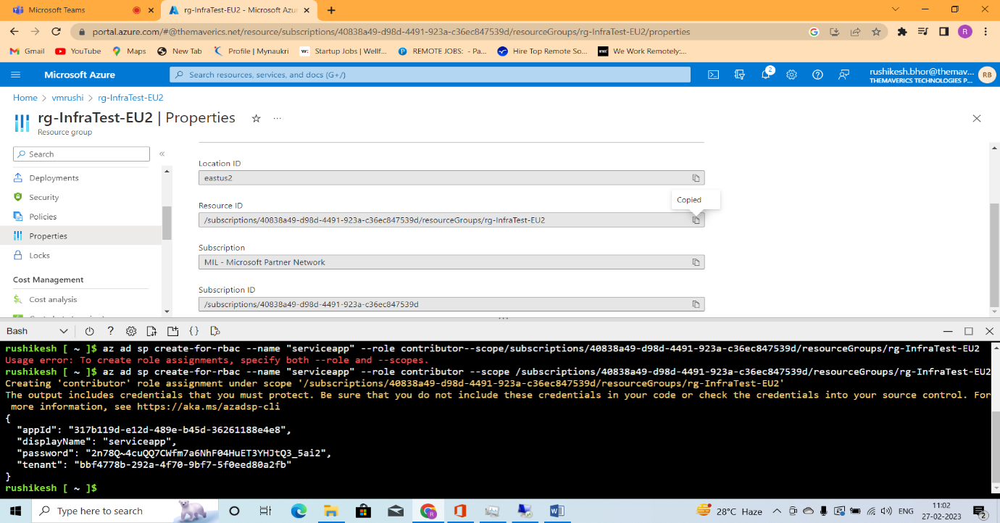 Microsoft Teams
rg-InfraTest-EU2 - Microsoft Azu
portal.azure.com/#@themaverics.net/resource/subscriptions/40838a49-d98d-4491-923a-c36ec847539d/resourceGroups/rg-InfraTest-EU2/properties
R
Gmail YouTube Maps New Tab Profile | Mynaukri Startup Jobs | Wellf... REMOTE JOBS: - Pa... Hire Top Remote So... We Work Remotely:...
Microsoft Azure
Search resources, services, and docs (G+/)
2
rushikesh.bhor@themav...
THEMAVERICS TECHNOLOGIES P...
RB
Home > vmrushi > rg-InfraTest-EU2
rg-InfraTest-EU2 | Properties
Resource group
Search
Deployments
Security
Policies
Properties
Locks
Cost Management
Cost analysis
Location ID
eastus2
Copied
Resource ID
/subscriptions/40838a49-d98d-4491-923a-c36ec847539d/resourceGroups/rg-InfraTest-EU2
Subscription
MIL - Microsoft Partner Network
Subscription ID
/subscriptions/40838a49-d98d-4491-923a-c36ec847539d
Bash
rushikesh [ ~ ]$ az ad sp create-for-rbac --name "serviceapp" --role contributor--scope/subscriptions/40838a49-d98d-4491-923a-c36ec847539d/resourceGroups/rg-InfraTest-EU2
Usage error: To create role assignments, specify both --role and --scopes.
rushikesh [ ~ ]$ az ad sp create-for-rbac --name "serviceapp" --role contributor --scope /subscriptions/40838a49-d98d-4491-923a-c36ec847539d/resourceGroups/rg-InfraTest-EU2
Creating 'contributor' role assignment under scope '/subscriptions/40838a49-d98d-4491-923a-c36ec847539d/resourceGroups/rg-InfraTest-EU2'
The output includes credentials that you must protect. Be sure that you do not include these credentials in your code or check the credentials into your source control. For
more information, see https://aka.ms/azadsp-cli
{
"appId": "317b119d-e12d-489e-b45d-36261188e4e8",
"displayName": "serviceapp",
"password": "2n78Q~4cuQQ7CWfm7a6NhF04HuET3YHJtQ3_5ai2",
"tenant": "bbf4778b-292a-4f70-9bf7-5f0eed80a2fb"
}
rushikesh [ ~ ]$
Type here to search
28°C Haze
ENG
11:02
27-02-2023
2